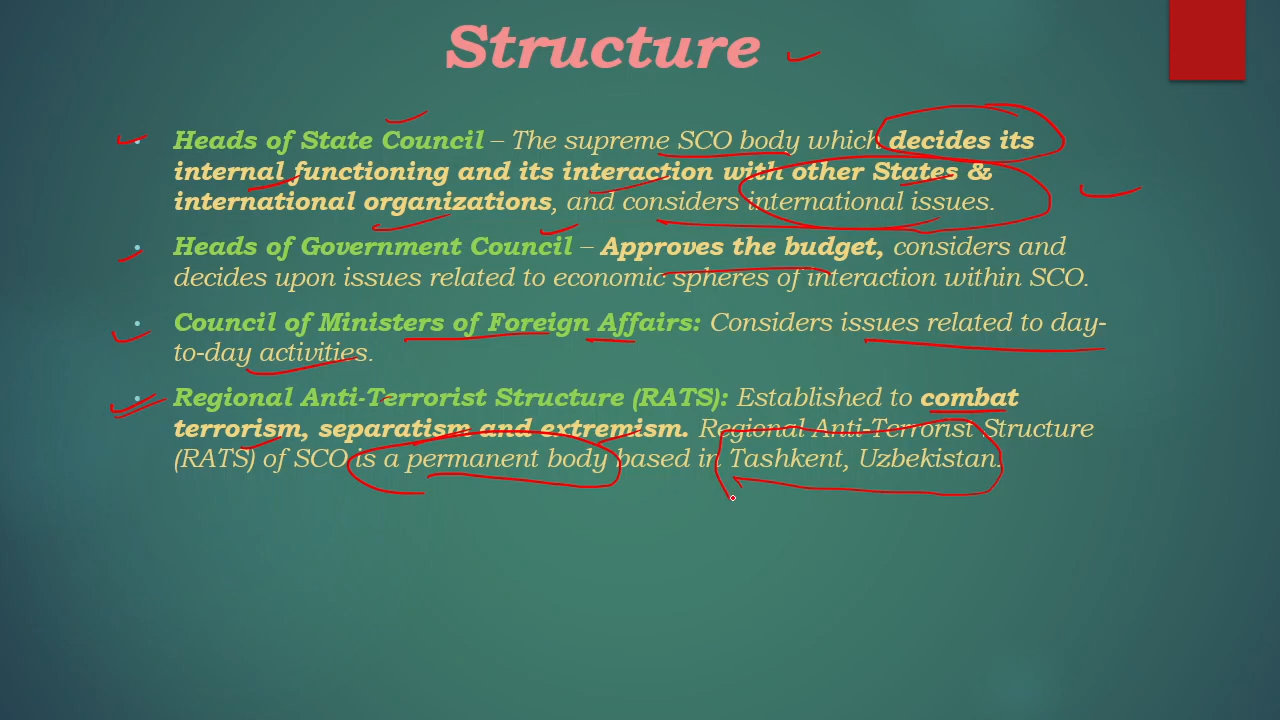 Structure
• Heads of State Council – The supreme SCO body which decides its
internal functioning and its interaction with other States &
international organizations, and considers international issues.
• Heads of Government Council – Approves the budget, considers and
decides upon issues related to economic spheres of interaction within SCO.
• Council of Ministers of Foreign Affairs: Considers issues related to day-
to-day activities.
• Regional Anti-Terrorist Structure (RATS): Established to combat
terrorism, separatism and extremism. Regional Anti-Terrorist Structure
(RATS) of SCO is a permanent body based in Tashkent, Uzbekistan.